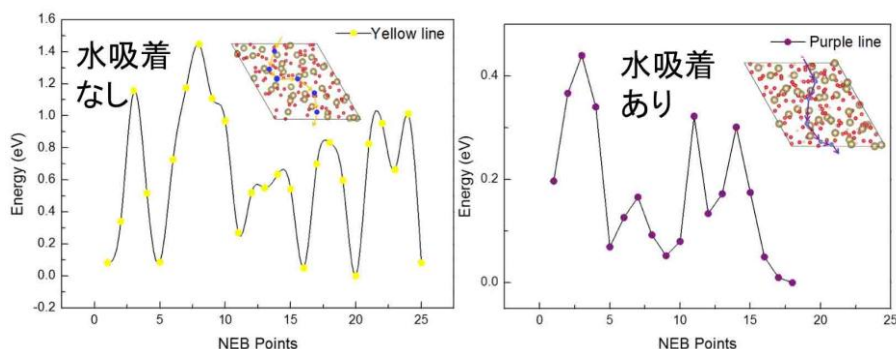 水吸着
なし
Yellow line
1.6
1.4
1.2
1.0
0.8
0.6
0.4
0.2
0.0
-0.2
Energy (eV)
0
5
10
15
20
25
NEB Points
水吸着
あり
Purple line
0.4
0.2
0.0
Energy (eV)
0
5
10
15
20
25
NEB Points